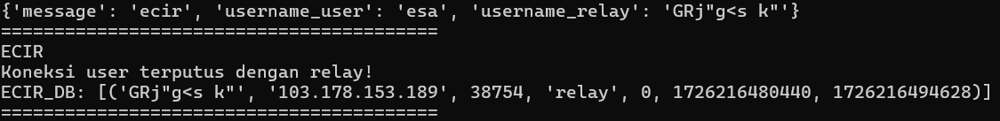 {'message': 'ecir', 'username_user': 'esa', 'username_relay': 'GRj"g<s k"'}
=========================================
ECIR
Koneksi user terputus dengan relay!
ECIR_DB: [('GRj"g<s k"', '103.178.153.189', 38754, 'relay', 0, 1726216480440, 1726216494628)]
=========================================